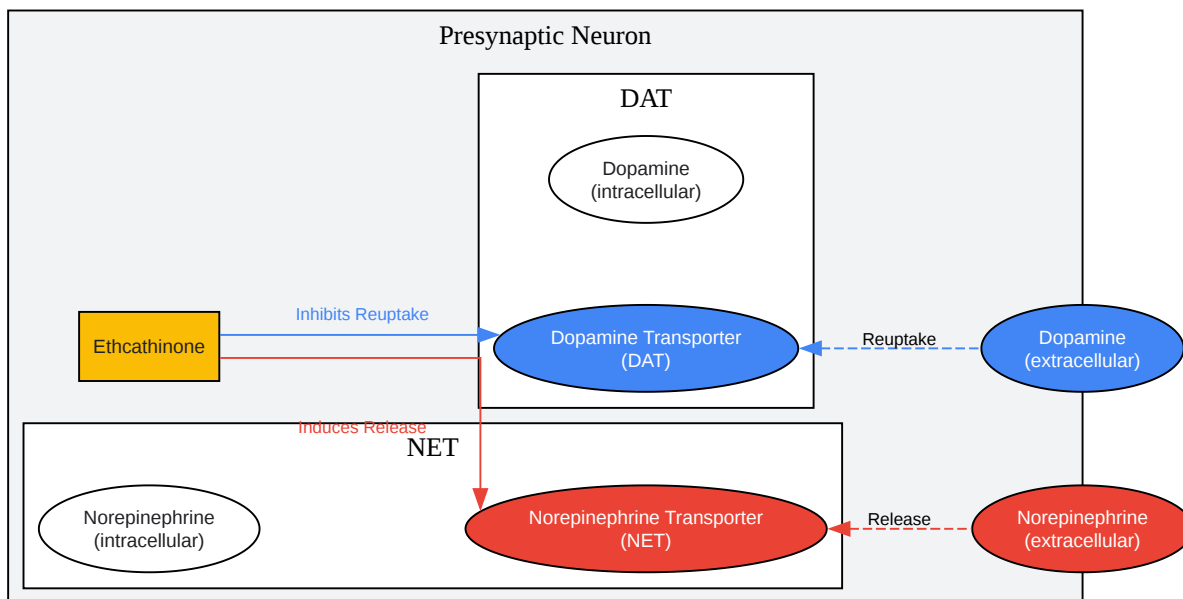 Presynaptic Neuron
DAT
Dopamine
(intracellular)
Inhibits Reuptake
Ethcathinone
Dopamine Transporter
(DAT)
Reuptake
Dopamine
(extracellular)
Induces Release
NET
Norepinephrine
(intracellular)
Norepinephrine Transporter
(NET)
Release
Norepinephrine
(extracellular)